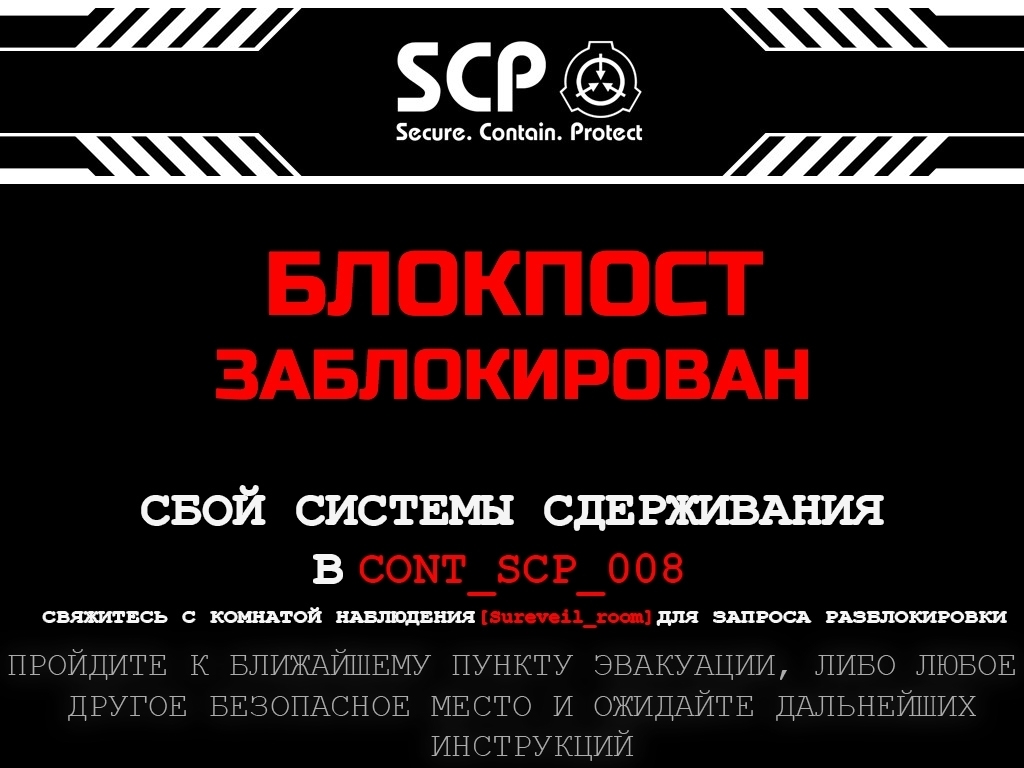 SCP
Secure. Contain. Protect
БЛОКПОСТ
ЗАБЛОКИРОВАН
СБОЙ СИСТЕМЫ СДЕРЖИВАНИЯ
В CONT_SCP_008
СВЯЖИТЕСЬ С КОМНАТОЙ НАБЛЮДЕНИЯ [Sureveil_room] ДЛЯ ЗАПРОСА РАЗБЛОКИРОВКИ
ПРОЙДИТЕ К БЛИЖАЙШЕМУ ПУНКТУ ЭВАКУАЦИИ, ЛИБО ЛЮБОЕ
ДРУГОЕ БЕЗОПАСНОЕ МЕСТО И ОЖИДАЙТЕ ДАЛЬНЕЙШИХ
ИНСТРУКЦИЙ